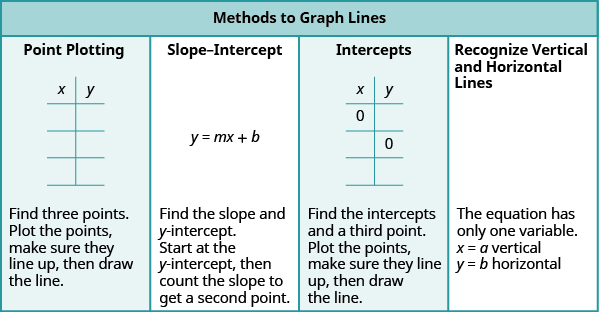 Methods to Graph Lines
Point Plotting
x y
Find three points.
Plot the points,
make sure they
line up, then draw
the line.
Slope–Intercept
y = mx + b
Find the slope and
y-intercept.
Start at the
y-intercept, then
count the slope to
get a second point.
Intercepts
x y
0
0
Find the intercepts
and a third point.
Plot the points,
make sure they line
up, then draw
the line.
Recognize Vertical
and Horizontal
Lines
The equation has
only one variable.
x = a vertical
y = b horizontal